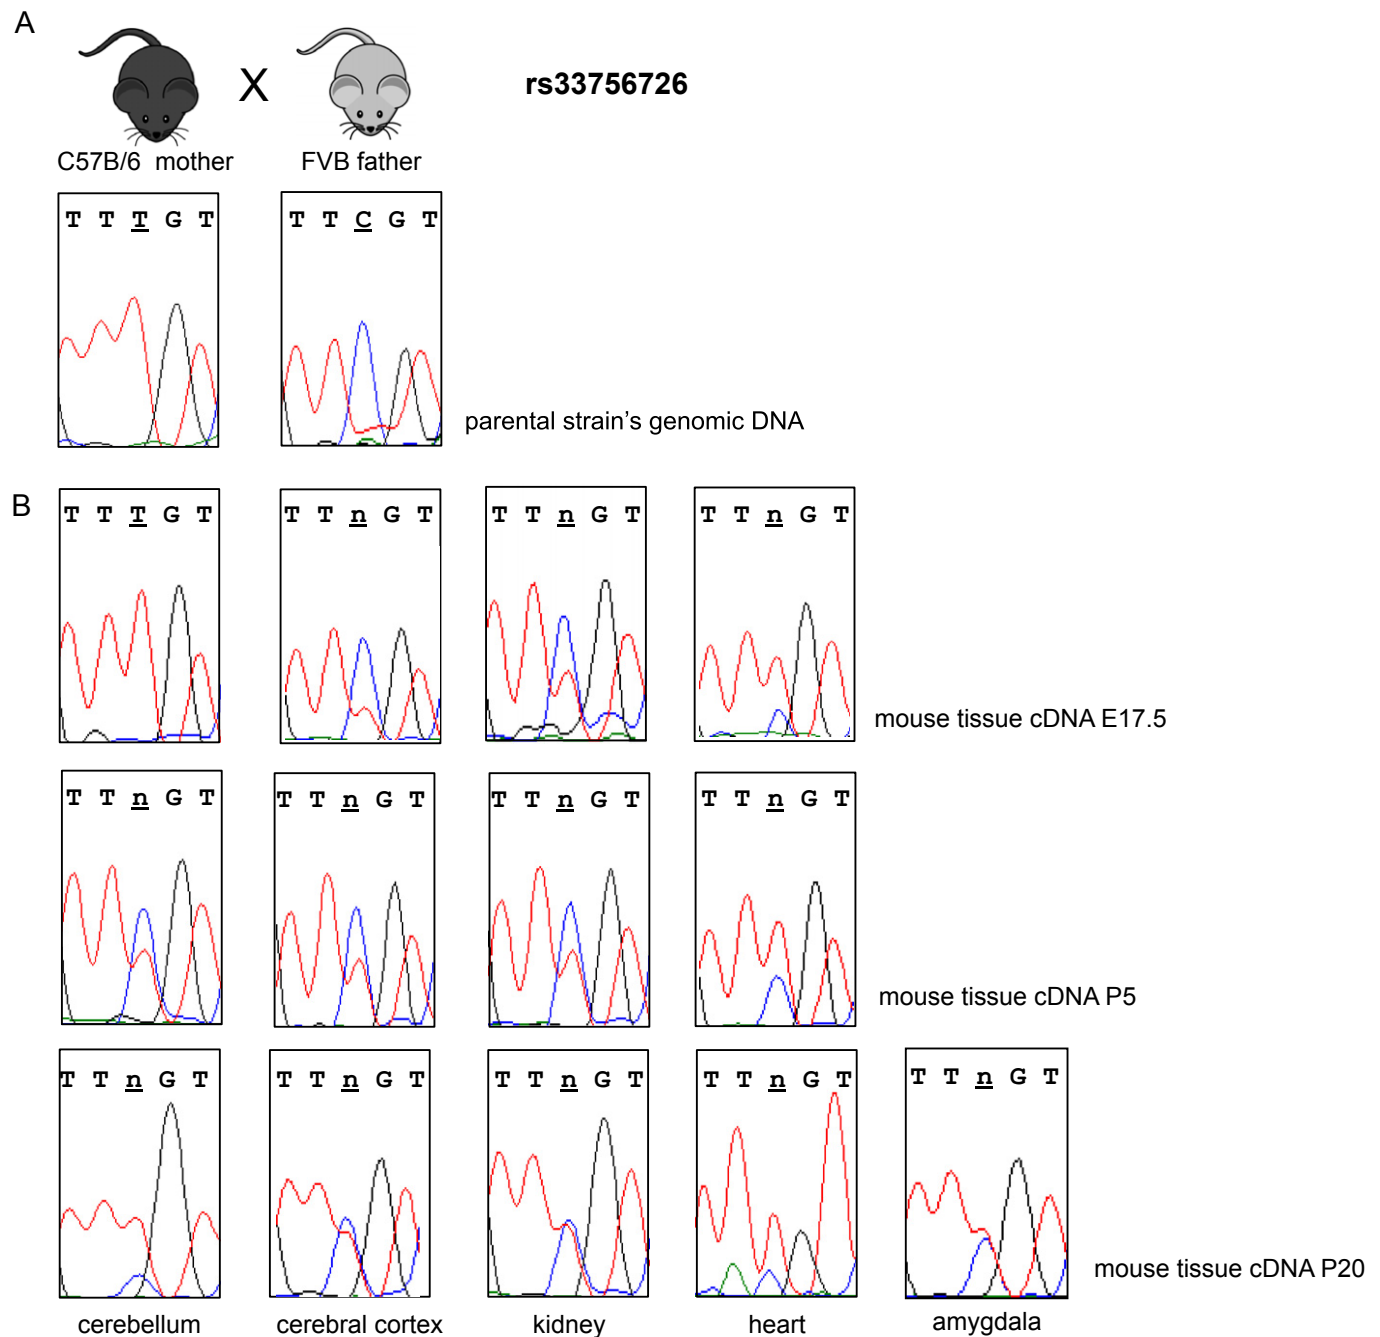 A
X
rs33756726
C57B/6 mother
FVB father
T T T G T
T T C G T
parental strain's genomic DNA
B
T T T G T
T T n G T
T T n G T
T T n G T
mouse tissue cDNA E17.5
T T n G T
T T n G T
T T n G T
T T n G T
mouse tissue cDNA P5
T T n G T
T T n G T
T T n G T
T T n G T
T T n G T
mouse tissue cDNA P20
cerebellum
cerebral cortex
kidney
heart
amygdala